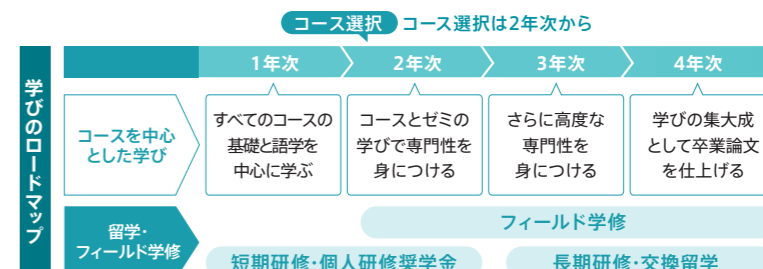 コース選択 コース選択は2年次から
学びのロードマップ
1年次 2年次 3年次 4年次
コースを中心
とした学び
すべてのコースの
基礎と語学を
中心に学ぶ
コースとゼミの
学びで専門性を
身につける
さらに高度な
専門性を
身につける
学びの集大成
として卒業論文
を仕上げる
留学・
フィールド学修
フィールド学修
短期研修・個人研修奨学金
長期研修・交換留学